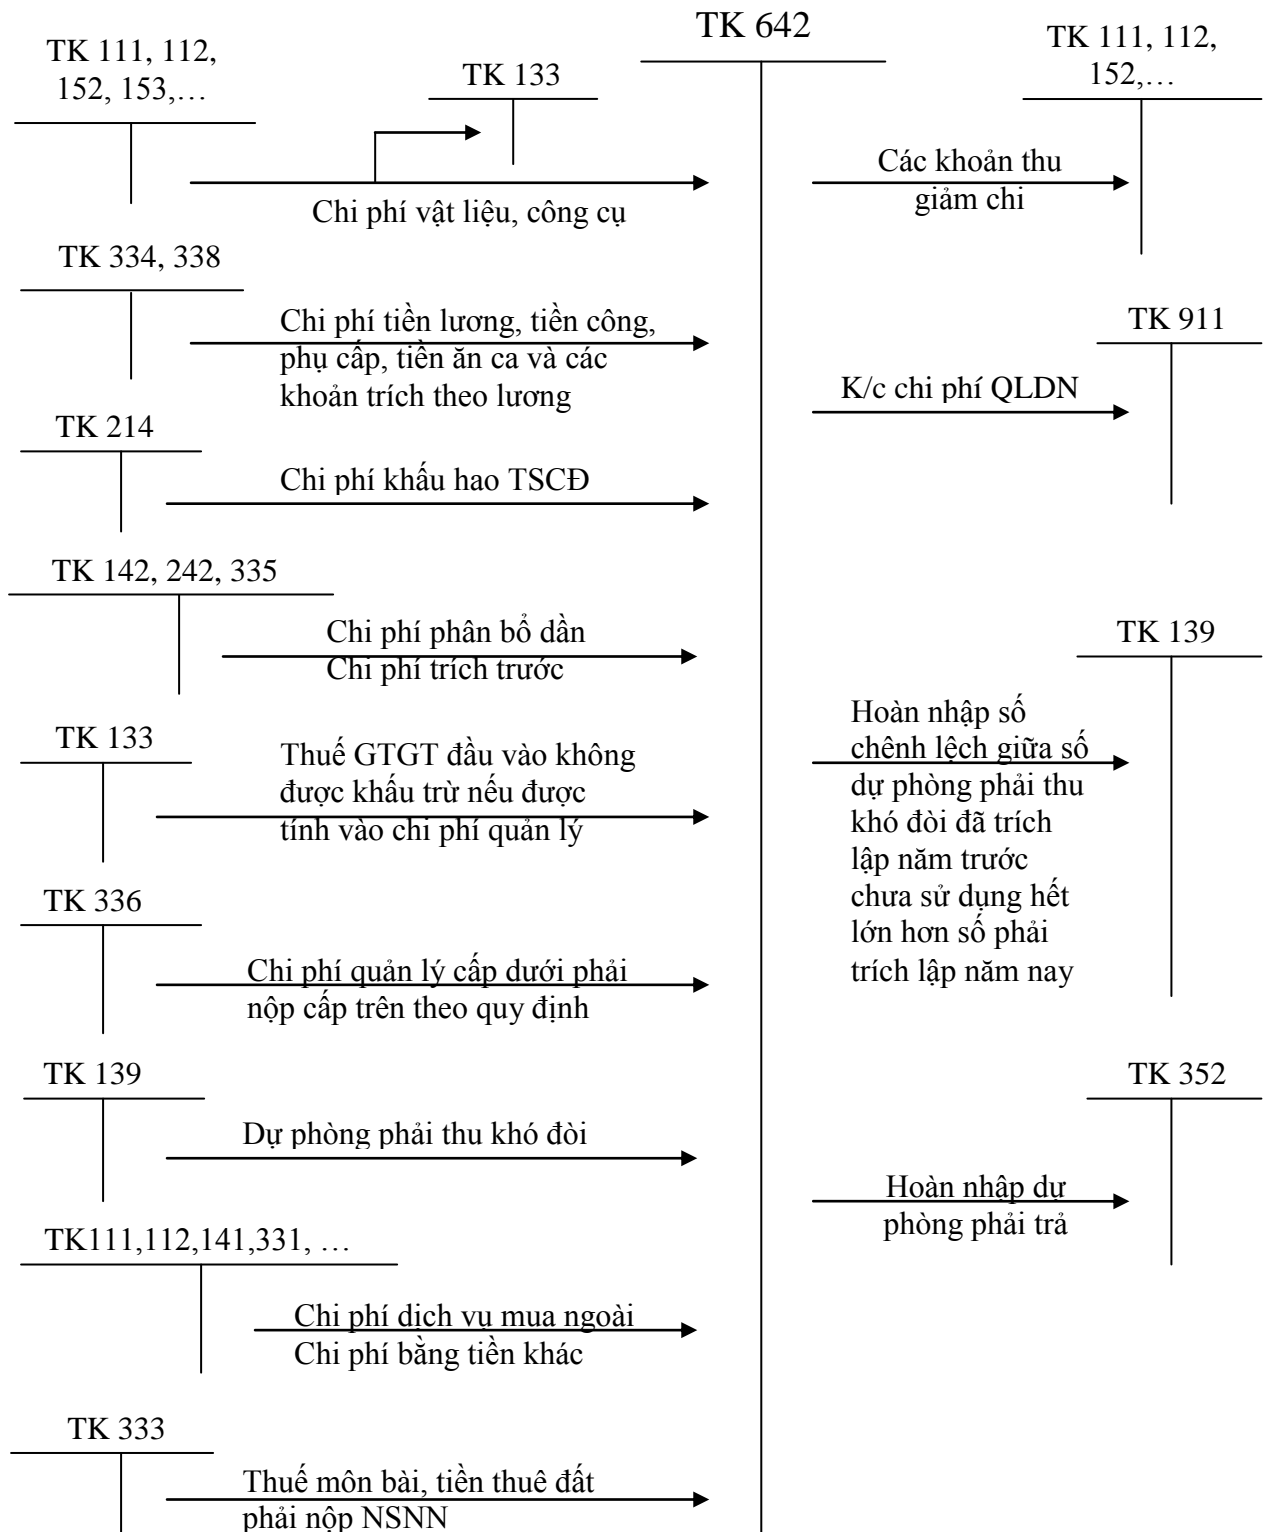 TK 642
TK 111, 112,
152, 153,…
TK 133
Chi phí vật liệu, công cụ
TK 111, 112,
152,…
Các khoản thu
giảm chi
TK 334, 338
Chi phí tiền lương, tiền công,
phụ cấp, tiền ăn ca và các
khoản trích theo lương
TK 911
K/c chi phí QLDN
TK 214
Chi phí khấu hao TSCĐ
TK 142, 242, 335
Chi phí phân bổ dần
Chi phí trích trước
TK 139
Hoàn nhập số
chênh lệch giữa số
dự phòng phải thu
khó đòi đã trích
lập năm trước
chưa sử dụng hết
lớn hơn số phải
trích lập năm nay
TK 133
Thuế GTGT đầu vào không
được khấu trừ nếu được
tính vào chi phí quản lý
TK 336
Chi phí quản lý cấp dưới phải
nộp cấp trên theo quy định
TK 139
Dự phòng phải thu khó đòi
TK 352
Hoàn nhập dự
phòng phải trả
TK111,112,141,331, …
Chi phí dịch vụ mua ngoài
Chi phí bằng tiền khác
TK 333
Thuế môn bài, tiền thuê đất
phải nộp NSNN